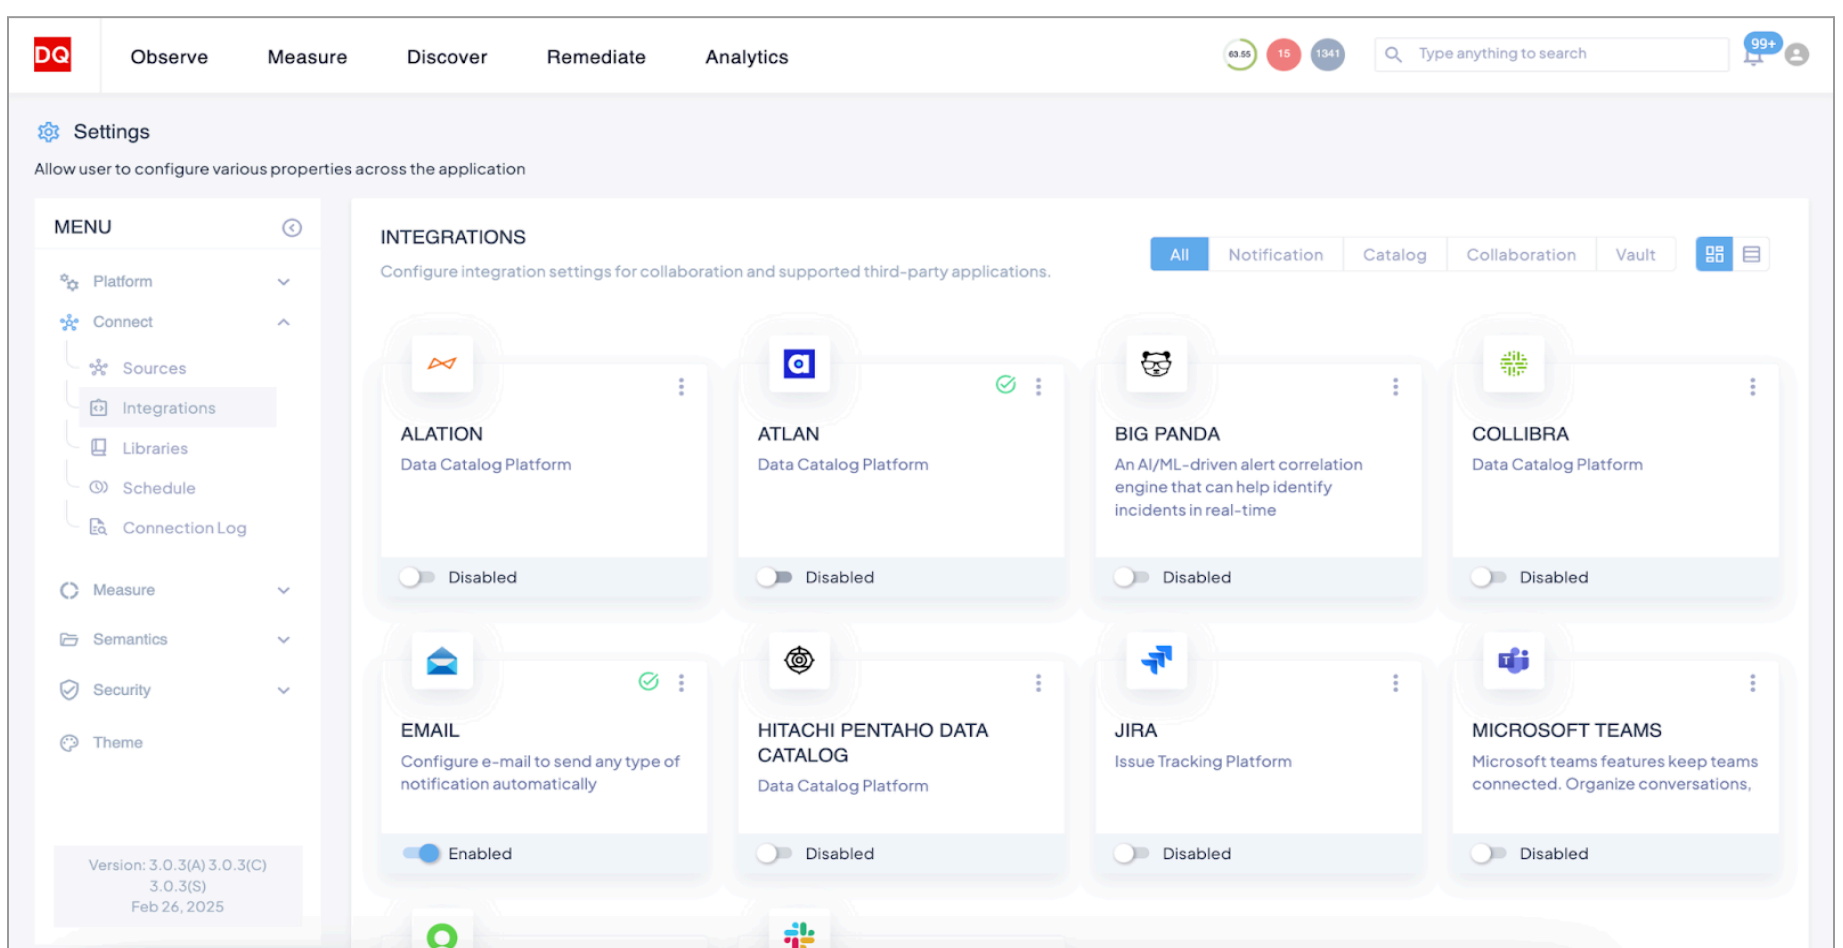 DQ
Observe
Measure
Discover
Remediate
Analytics
63.55
15
1341
Type anything to search
99+
Settings
Allow user to configure various properties across the application
MENU
Platform
Connect
Sources
Integrations
Libraries
Schedule
Connection Log
Measure
Semantics
Security
Theme
Version: 3.0.3(A) 3.0.3(C)
3.0.3(S)
Feb 26, 2025
INTEGRATIONS
Configure integration settings for collaboration and supported third-party applications.
All
Notification
Catalog
Collaboration
Vault
ALATION
Data Catalog Platform
Disabled
ATLAN
Data Catalog Platform
Disabled
BIG PANDA
An AI/ML-driven alert correlation
engine that can help identify
incidents in real-time
Disabled
COLLIBRA
Data Catalog Platform
Disabled
EMAIL
Configure e-mail to send any type of
notification automatically
Enabled
HITACHI PENTAHO DATA
CATALOG
Data Catalog Platform
Disabled
JIRA
Issue Tracking Platform
Disabled
MICROSOFT TEAMS
Microsoft teams features keep teams
connected. Organize conversations,
Disabled